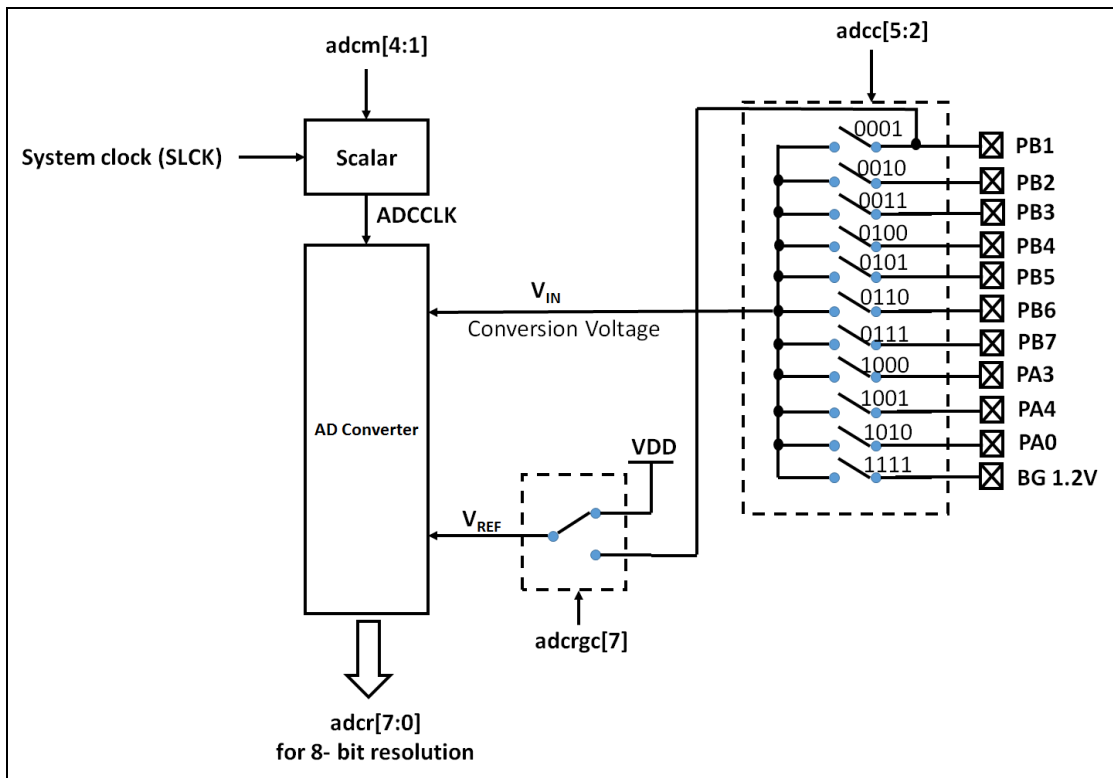 adcm[4:1]
adcc[5:2]
System clock (SLCK)
Scalar
ADCCLK
0001
PB1
0010
PB2
0011
PB3
0100
PB4
0101
PB5
0110
PB6
0111
PB7
1000
PA3
1001
PA4
1010
PA0
1111
BG 1.2V
VIN
Conversion Voltage
AD Converter
VDD
VREF
adcrgc[7]
adcr[7:0]
for 8- bit resolution